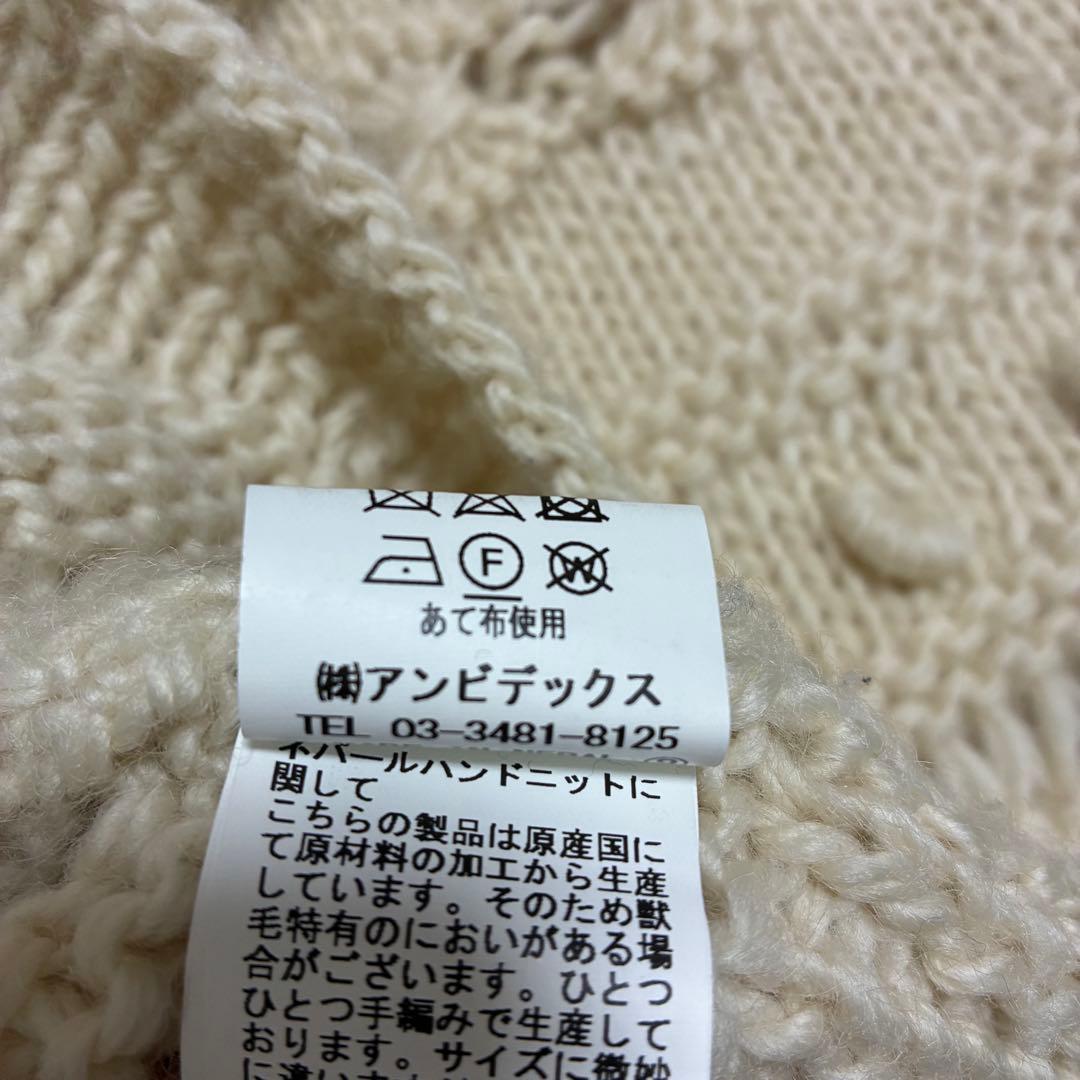 F
W
あて布使用
㈱アンビデックス
TEL 03-3481-8125
ネパールハンドニットに
関して
こちらの製品は原産国に
て原材料の加工から生産
しています。そのため獣
毛特有のにおいがある場
合がございます。ひとつ
ひとつ手編みで生産して
おります。サイズに微妙
に違い